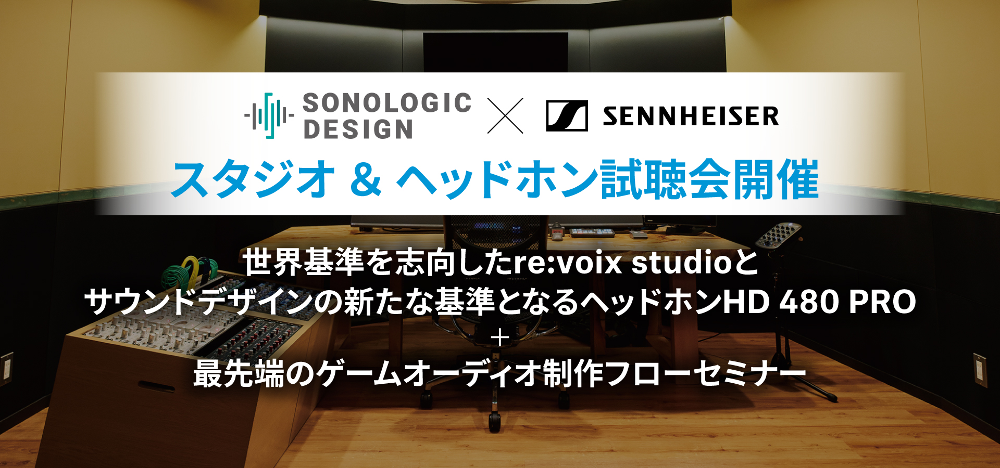 SONOLOGIC
DESIGN
× SENNHEISER
スタジオ & ヘッドホン試聴会開催
世界基準を志向したre:voix studioと
サウンドデザインの新たな基準となるヘッドホンHD 480 PRO
+
最先端のゲームオーディオ制作フローセミナー